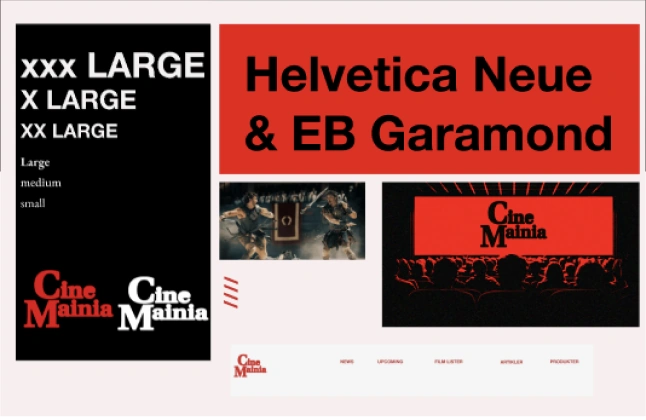 xxx LARGE
X LARGE
XX LARGE
Large
medium
small
Cine
Mainia
Cine
Mainia
Helvetica Neue
& EB Garamond
Cine
Mainia
Cine
Mainia
NEWS UPCOMING FILM LISTER ARTIKLER PRODUKTER